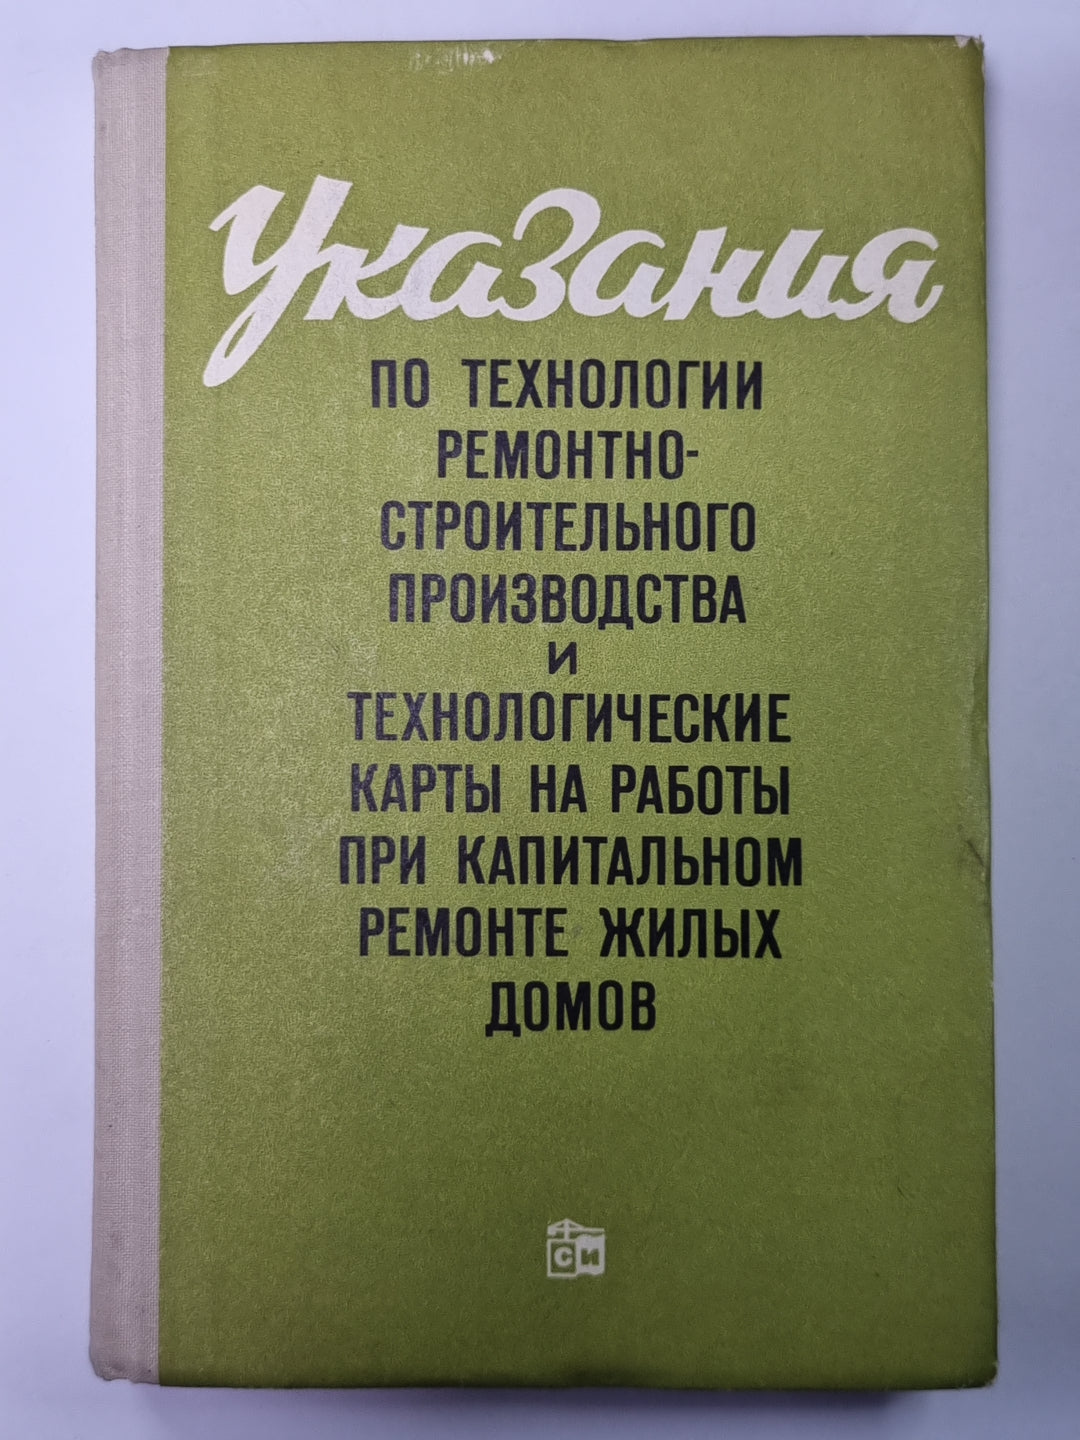 Указания
ПО ТЕХНОЛОГИИ
РЕМОНТНО-
СТРОИТЕЛЬНОГО
ПРОИЗВОДСТВА
И
ТЕХНОЛОГИЧЕСКИЕ
КАРТЫ НА РАБОТЫ
ПРИ КАПИТАЛЬНОМ
РЕМОНТЕ ЖИЛЫХ
ДОМОВ
СИ